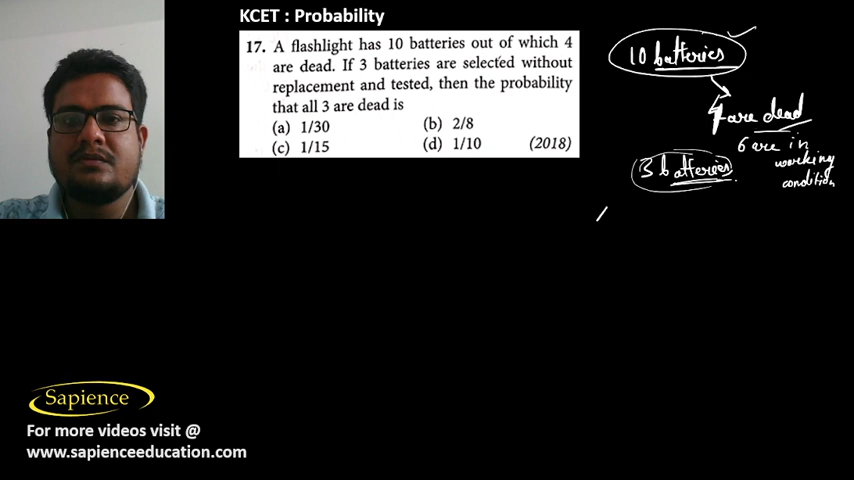 KCET : Probability
17. A flashlight has 10 batteries out of which 4
are dead. If 3 batteries are selected without
replacement and tested, then the probability
that all 3 are dead is
(a) 1/30 (b) 2/8
(c) 1/15 (d) 1/10 (2018)
10 batteries
4 are dead
6 are in
working
condition
3 batteries
Sapience
For more videos visit @
www.sapienceeducation.com